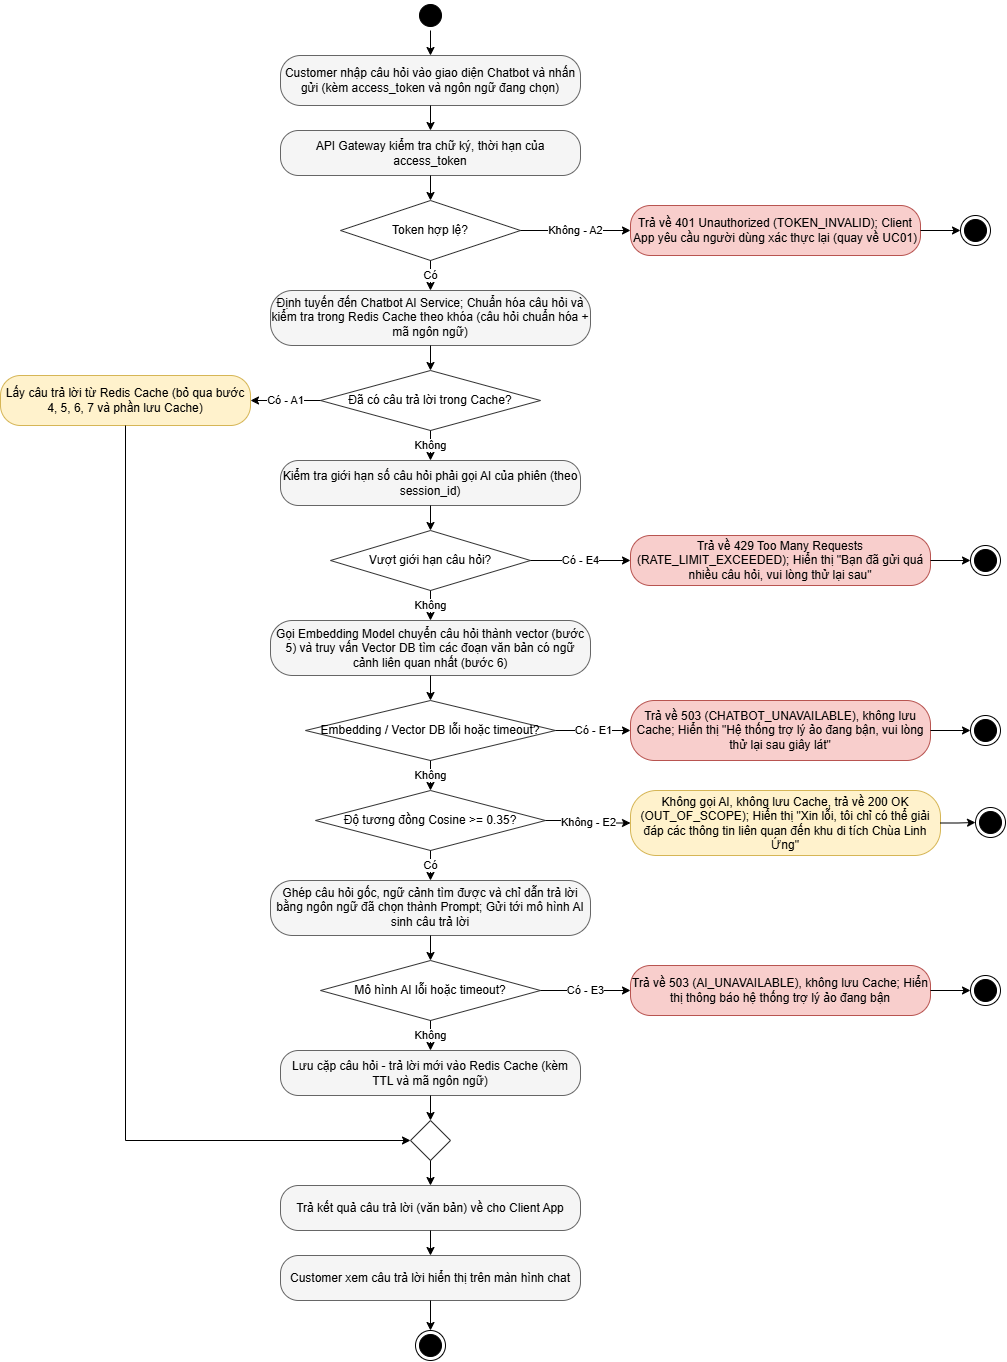 Customer nhập câu hỏi vào giao diện Chatbot và nhấn
gửi (kèm access_token và ngôn ngữ đang chọn)
API Gateway kiểm tra chữ ký, thời hạn của
access_token
Token hợp lệ?
Không - A2
Trả về 401 Unauthorized (TOKEN_INVALID); Client
App yêu cầu người dùng xác thực lại (quay về UC01)
Có
Định tuyến đến Chatbot AI Service; Chuẩn hóa câu hỏi và
kiểm tra trong Redis Cache theo khóa (câu hỏi chuẩn hóa +
mã ngôn ngữ)
Đã có câu trả lời trong Cache?
Có - A1
Lấy câu trả lời từ Redis Cache (bỏ qua bước
4, 5, 6, 7 và phần lưu Cache)
Không
Kiểm tra giới hạn số câu hỏi phải gọi AI của phiên (theo
session_id)
Vượt giới hạn câu hỏi?
Có - E4
Trả về 429 Too Many Requests
(RATE_LIMIT_EXCEEDED); Hiển thị "Bạn đã gửi quá
nhiều câu hỏi, vui lòng thử lại sau"
Không
Gọi Embedding Model chuyển câu hỏi thành vector (bước
5) và truy vấn Vector DB tìm các đoạn văn bản có ngữ
cảnh liên quan nhất (bước 6)
Embedding / Vector DB lỗi hoặc timeout?
Có - E1
Trả về 503 (CHATBOT_UNAVAILABLE), không lưu
Cache; Hiển thị "Hệ thống trợ lý ảo đang bận, vui lòng
thử lại sau giây lát"
Không
Độ tương đồng Cosine >= 0.35?
Không - E2
Không gọi AI, không lưu Cache, trả về 200 OK
(OUT_OF_SCOPE); Hiển thị "Xin lỗi, tôi chỉ có thể giải
đáp các thông tin liên quan đến khu di tích Chùa Linh
Ứng"
Có
Ghép câu hỏi gốc, ngữ cảnh tìm được và chỉ dẫn trả lời
bằng ngôn ngữ đã chọn thành Prompt; Gửi tới mô hình AI
sinh câu trả lời
Mô hình AI lỗi hoặc timeout?
Có - E3
Trả về 503 (AI_UNAVAILABLE), không lưu Cache; Hiển
thị thông báo hệ thống trợ lý ảo đang bận
Không
Lưu cặp câu hỏi - trả lời mới vào Redis Cache (kèm
TTL và mã ngôn ngữ)
Trả kết quả câu trả lời (văn bản) về cho Client App
Customer xem câu trả lời hiển thị trên màn hình chat